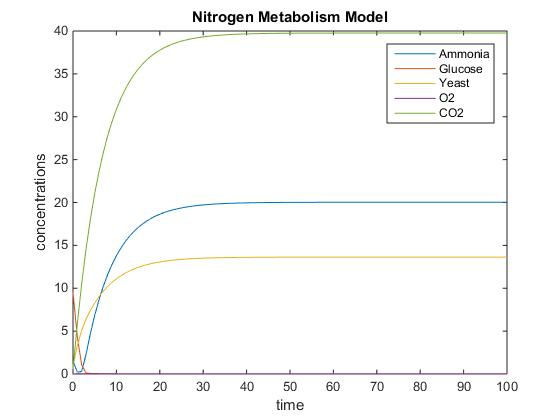 Nitrogen Metabolism Model
40
35
30
25
20
15
10
5
0
concentrations
Ammonia
Glucose
Yeast
O2
CO2
0 10 20 30 40 50 60 70 80 90 100
time